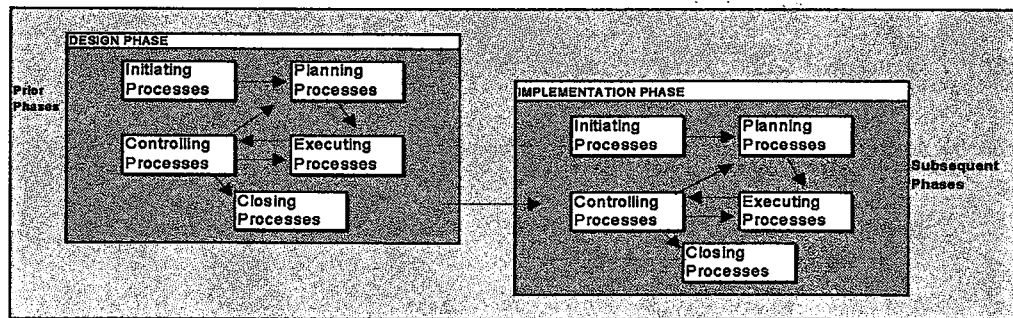 Prior
Phases
DESIGN PHASE
Initiating
Processes
Planning
Processes
Controlling
Processes
Executing
Processes
Closing
Processes
IMPLEMENTATION PHASE
Initiating
Processes
Planning
Processes
Controlling
Processes
Executing
Processes
Closing
Processes
Subsequent
Phases